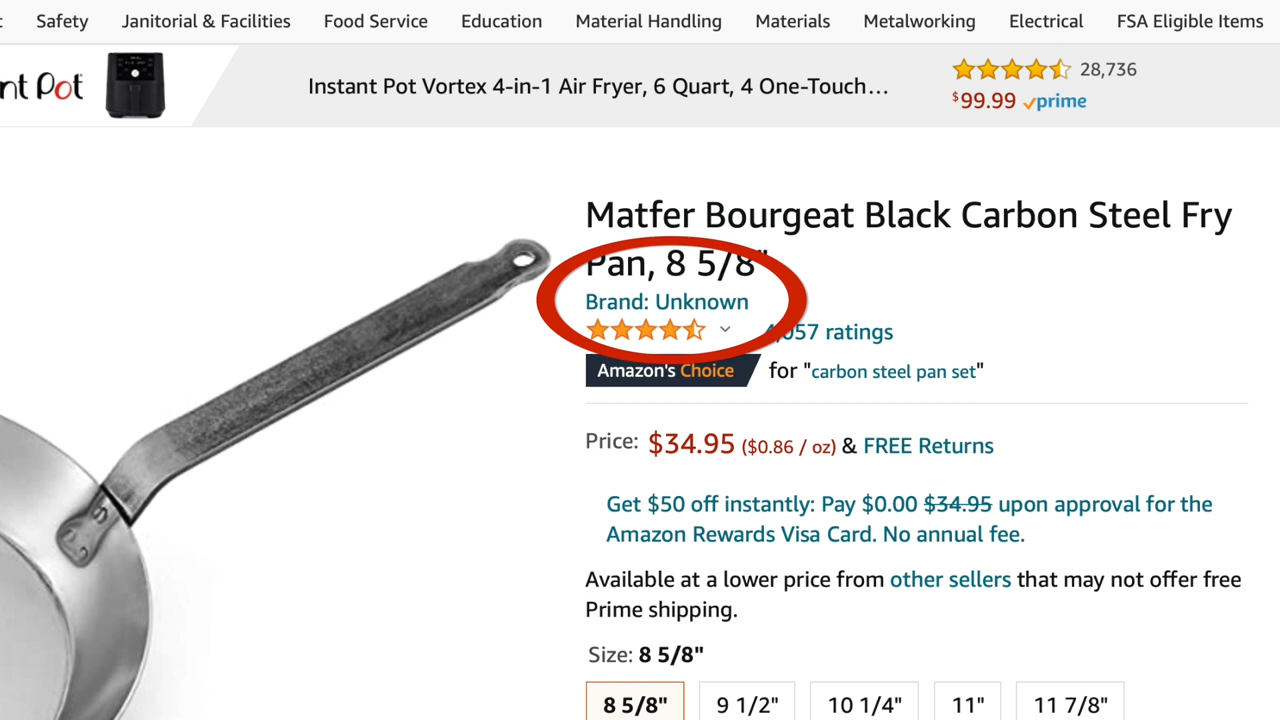 Safety Janitorial & Facilities Food Service Education Material Handling Materials Metalworking Electrical FSA Eligible Items
nt Pot Instant Pot Vortex 4-in-1 Air Fryer, 6 Quart, 4 One-Touch… 28,736
$99.99 prime
Matfer Bourgeat Black Carbon Steel Fry
Pan, 8 5/8"
Brand: Unknown
4,057 ratings
Amazon's Choice for "carbon steel pan set"
Price: $34.95 ($0.86 / oz) & FREE Returns
Get $50 off instantly: Pay $0.00 $34.95 upon approval for the
Amazon Rewards Visa Card. No annual fee.
Available at a lower price from other sellers that may not offer free
Prime shipping.
Size: 8 5/8"
8 5/8" 9 1/2" 10 1/4" 11" 11 7/8"